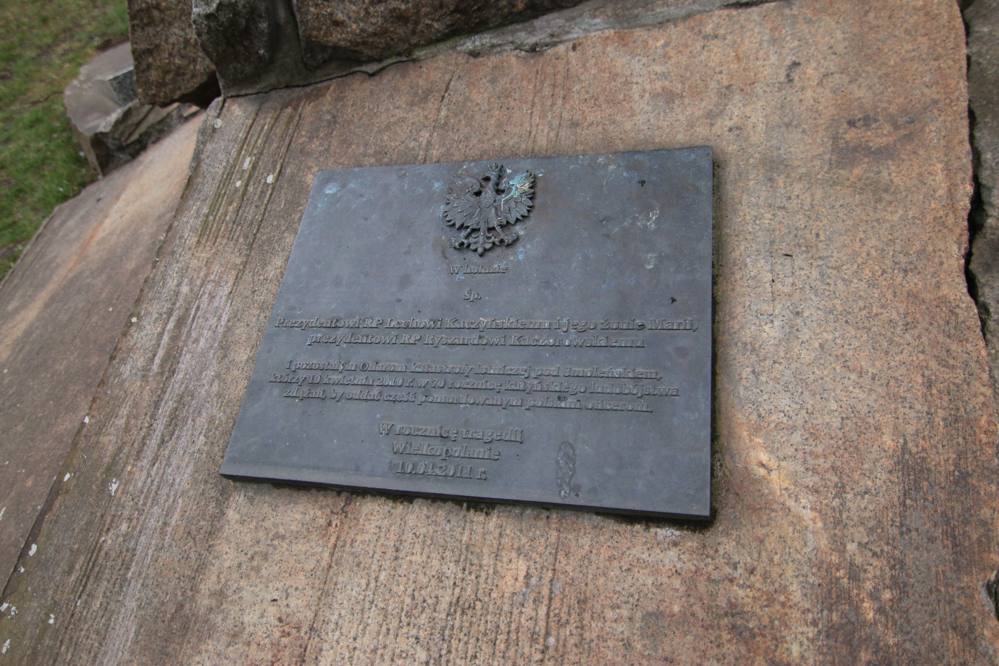 W hołdzie
śp.
Prezydentowi RP Lechowi Kaczyńskiemu i jego żonie Marii,
prezydentowi RP Ryszardowi Kaczorowskiemu
i pozostałym Ofiarom katastrofy lotniczej pod Smoleńskiem,
którzy 10 kwietnia 2010 r. w 70 rocznicę katyńskiego ludobójstwa
zdążali, by oddać cześć pomordowanym polskim oficerom.
W rocznicę tragedii
Wielkopolanie
10.04.2011 r.